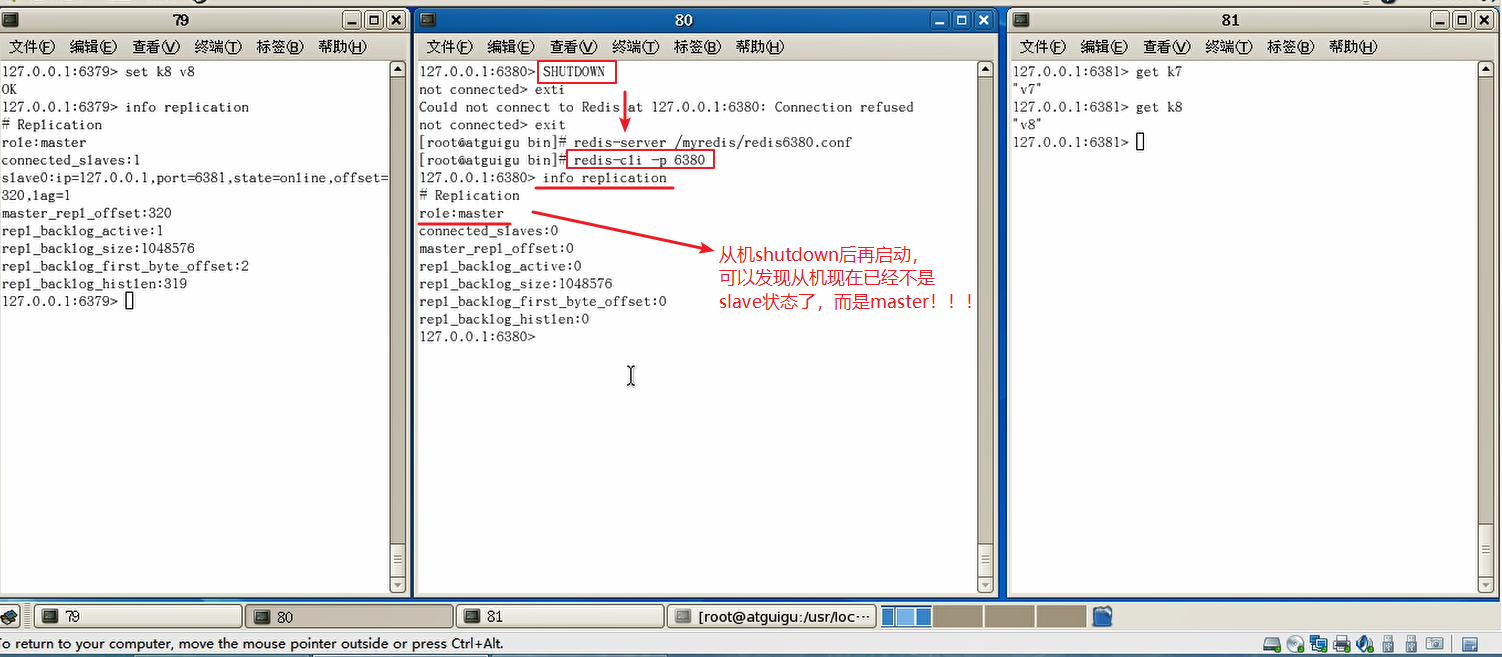 79
文件(F) 编辑(E) 查看(V) 终端(T) 标签(B) 帮助(H)
127.0.0.1:6379> set k8 v8
OK
127.0.0.1:6379> info replication
# Replication
role:master
connected_slaves:1
slave0:ip=127.0.0.1,port=6381,state=online,offset=
320,lag=1
master_repl_offset:320
repl_backlog_active:1
repl_backlog_size:1048576
repl_backlog_first_byte_offset:2
repl_backlog_histlen:319
127.0.0.1:6379>
80
文件(F) 编辑(E) 查看(V) 终端(T) 标签(B) 帮助(H)
127.0.0.1:6380> SHUTDOWN
not connected> exti
Could not connect to Redis at 127.0.0.1:6380: Connection refused
not connected> exit
[root@atguigu bin]# redis-server /myredis/redis6380.conf
[root@atguigu bin]# redis-cli -p 6380
127.0.0.1:6380> info replication
# Replication
role:master
connected_slaves:0
master_repl_offset:0
repl_backlog_active:0
repl_backlog_size:1048576
repl_backlog_first_byte_offset:0
repl_backlog_histlen:0
127.0.0.1:6380>
从机shutdown后再启动，
可以发现从机现在已经不是
slave状态了，而是master！！！
81
文件(F) 编辑(E) 查看(V) 终端(T) 标签(B) 帮助(H)
127.0.0.1:6381> get k7
"v7"
127.0.0.1:6381> get k8
"v8"
127.0.0.1:6381>
79
80
81
[root@atguigu:/usr/loc···
To return to your computer, move the mouse pointer outside or press Ctrl+Alt.